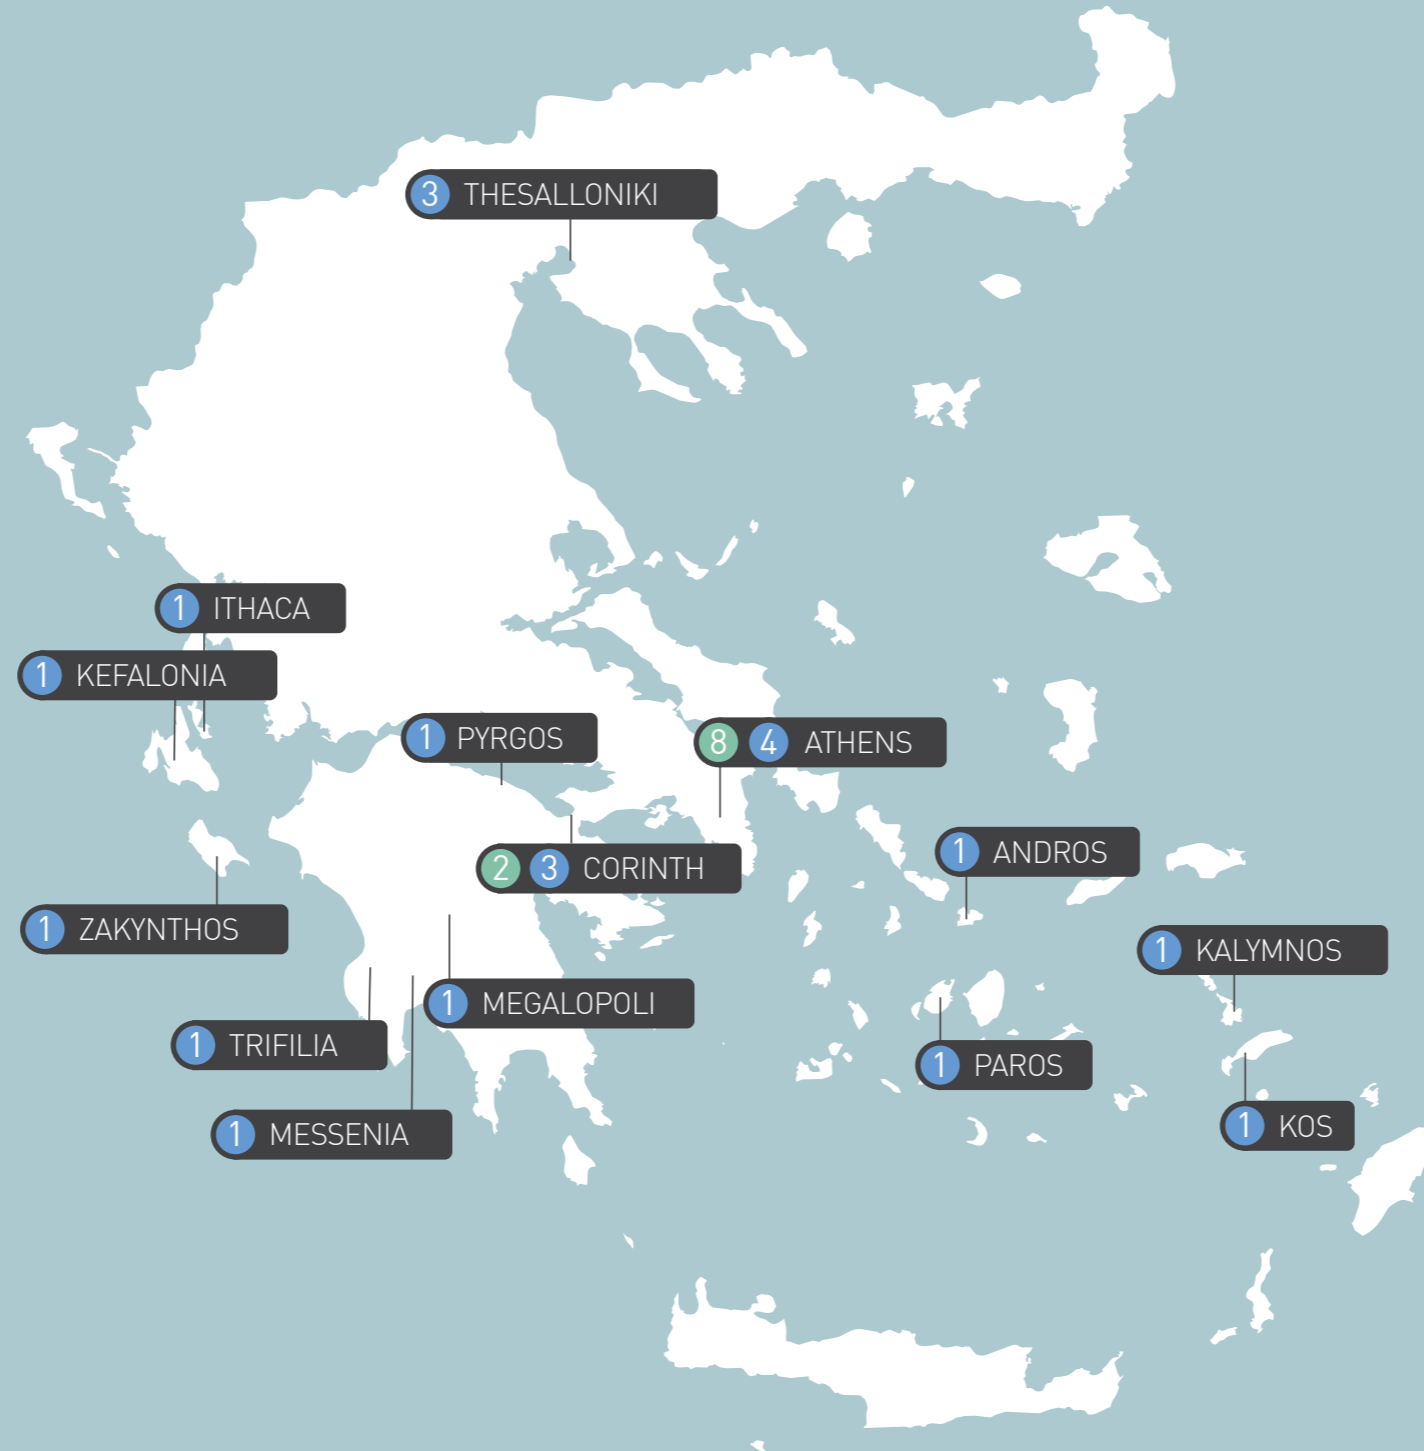 3 THESALLONIKI
1 ITHACA
1 KEFALONIA
1 PYRGOS
8 4 ATHENS
2 3 CORINTH
1 ANDROS
1 ZAKYNTHOS
1 KALYMNOS
1 MEGALOPOLI
1 TRIFILIA
1 PAROS
1 MESSENIA
1 KOS